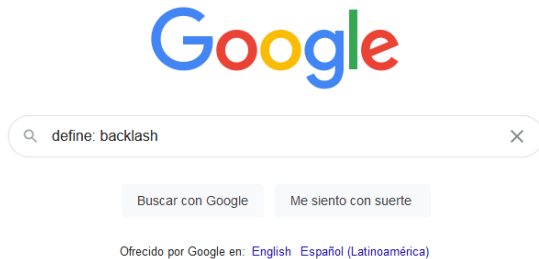 Google
define: backlash
Buscar con Google Me siento con suerte
Ofrecido por Google en: English Español (Latinoamérica)